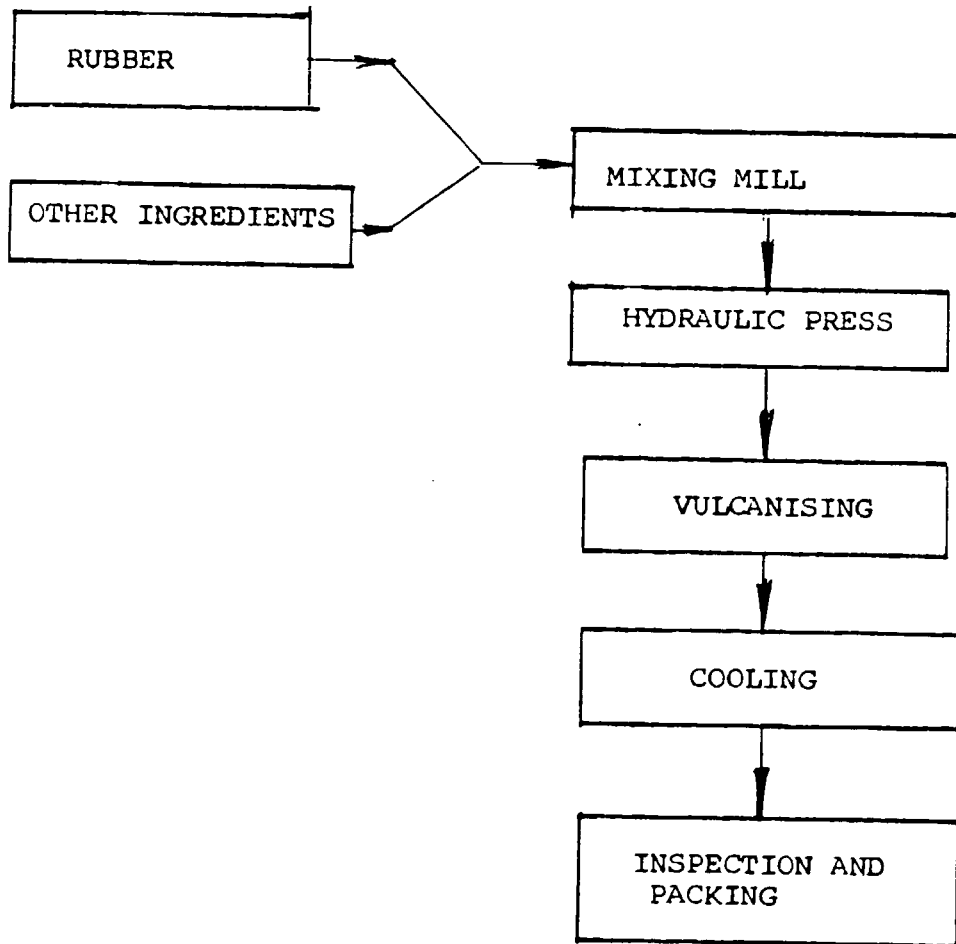 RUBBER
OTHER INGREDIENTS
MIXING MILL
HYDRAULIC PRESS
VULCANISING
COOLING
INSPECTION AND
PACKING